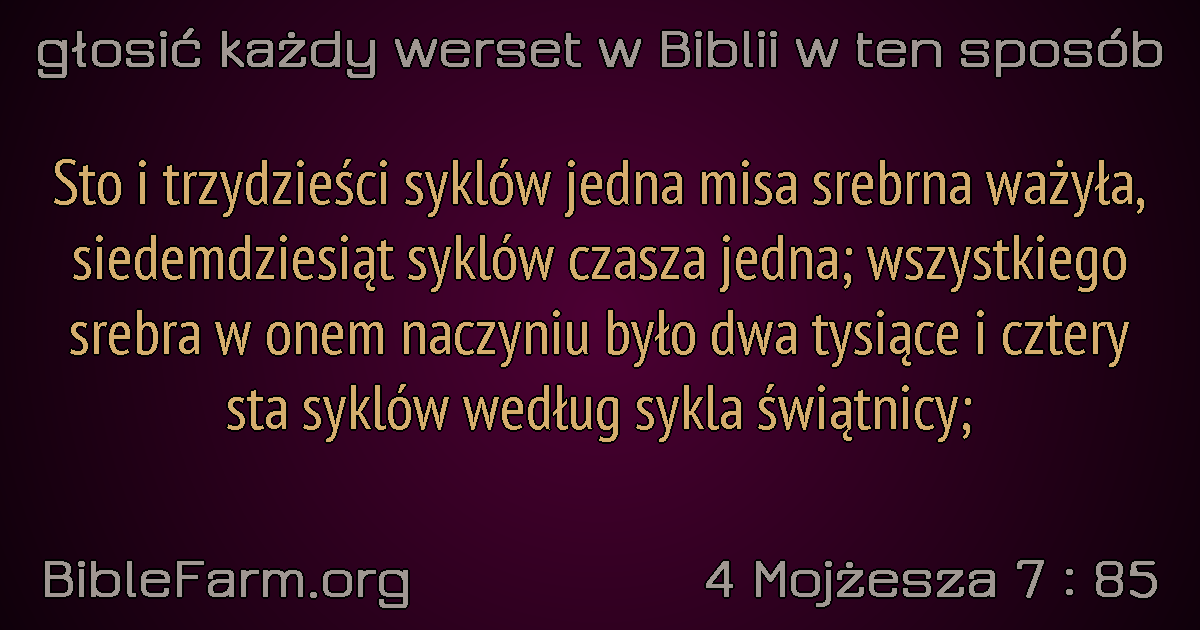 głosić każdy werset w Biblii w ten sposób
Sto i trzydzieści syklów jedna misa srebrna ważyła,
siedemdziesiąt syklów czasza jedna; wszystkiego
srebra w onem naczyniu było dwa tysiące i cztery
sta syklów według sykla świątnicy;
BibleFarm.org
4 Mojżesza 7 : 85